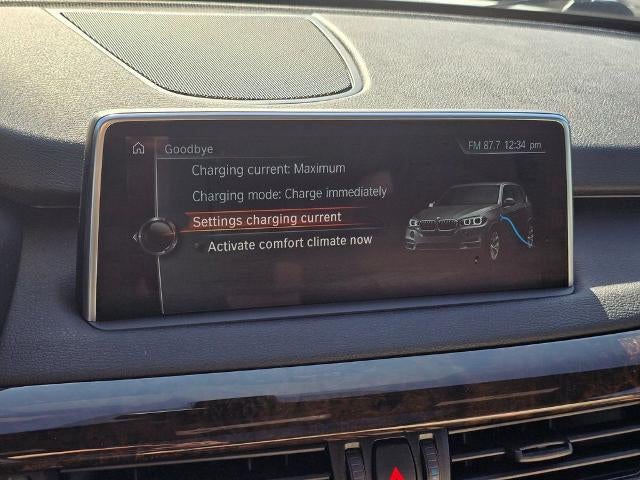 Goodbye
FM 87.7 12:34 pm
Charging current: Maximum
Charging mode: Charge immediately
Settings charging current
Activate comfort climate now